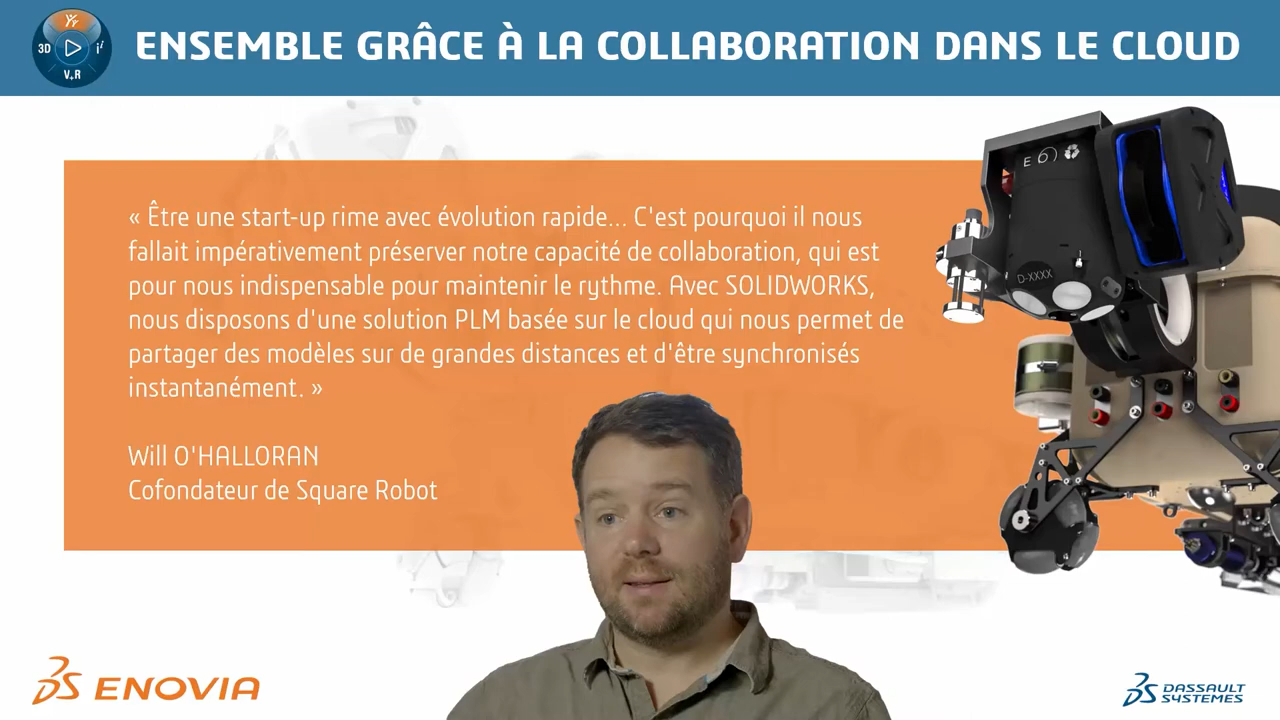 3D
i
V+R
ENSEMBLE GRÂCE À LA COLLABORATION DANS LE CLOUD
« Être une start-up rime avec évolution rapide... C'est pourquoi il nous
fallait impérativement préserver notre capacité de collaboration, qui est
pour nous indispensable pour maintenir le rythme. Avec SOLIDWORKS,
nous disposons d'une solution PLM basée sur le cloud qui nous permet de
partager des modèles sur de grandes distances et d'être synchronisés
instantanément. »
Will O'HALLORAN
Cofondateur de Square Robot
D-XXXX
ENOVIA
DASSAULT
SYSTEMES